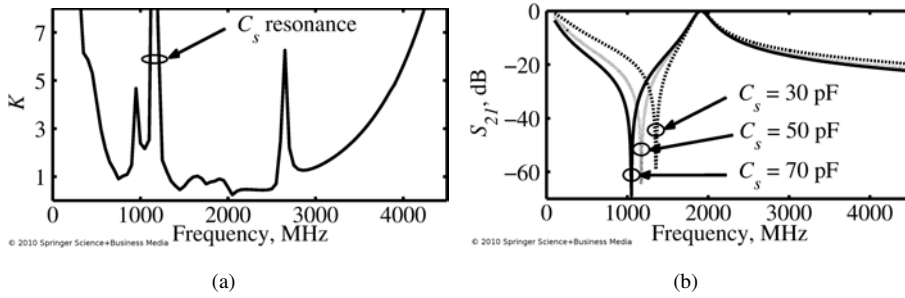 K
7
5
3
1
C_s resonance
0 1000 2000 3000 4000
Frequency, MHz
© 2010 Springer Science+Business Media
(a)
S_21, dB
0
−20
−40
−60
C_s = 30 pF
C_s = 50 pF
C_s = 70 pF
0 1000 2000 3000 4000
Frequency, MHz
© 2010 Springer Science+Business Media
(b)